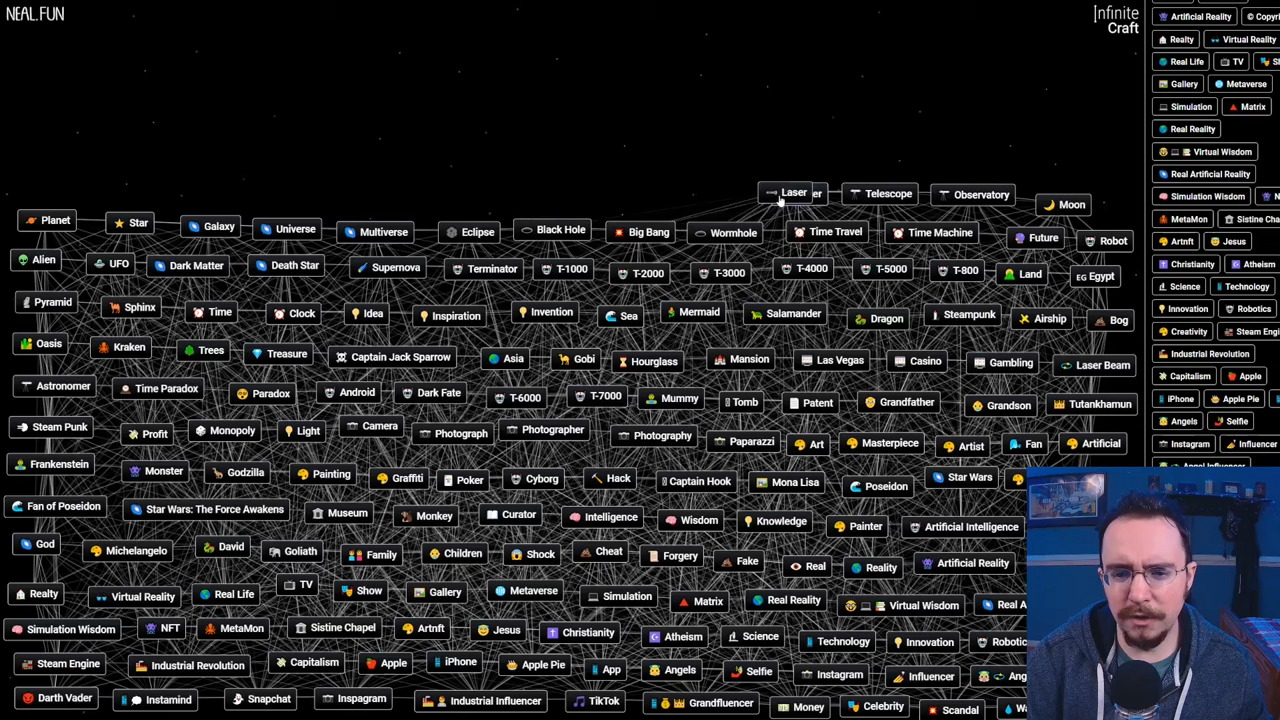 NEAL.FUN
Infinite
Craft
Artificial Reality
Realty
Virtual Reality
Real Life
TV
Gallery
Metaverse
Simulation
Matrix
Real Reality
Virtual Wisdom
Real Artificial Reality
Simulation Wisdom
MetaMon
Artnft
Jesus
Christianity
Atheism
Science
Technology
Innovation
Robotics
Creativity
Industrial Revolution
Capitalism
Apple
iPhone
Apple Pie
Angels
Selfie
Instagram
Laser
Telescope
Observatory
Moon
Planet
Star
Galaxy
Universe
Multiverse
Eclipse
Black Hole
Big Bang
Wormhole
Time Travel
Time Machine
Future
Robot
Alien
UFO
Dark Matter
Death Star
Supernova
Terminator
T-1000
T-2000
T-3000
T-4000
T-5000
T-800
Land
EG Egypt
Pyramid
Sphinx
Time
Clock
Idea
Inspiration
Invention
Sea
Mermaid
Salamander
Dragon
Steampunk
Airship
Bog
Oasis
Kraken
Trees
Treasure
Captain Jack Sparrow
Asia
Gobi
Hourglass
Mansion
Las Vegas
Casino
Gambling
Laser Beam
Astronomer
Time Paradox
Paradox
Android
Dark Fate
T-6000
T-7000
Mummy
Tomb
Patent
Grandfather
Grandson
Tutankhamun
Steam Punk
Profit
Monopoly
Light
Camera
Photograph
Photographer
Photography
Paparazzi
Art
Masterpiece
Artist
Fan
Artificial
Frankenstein
Monster
Godzilla
Painting
Graffiti
Poker
Cyborg
Hack
Captain Hook
Mona Lisa
Poseidon
Star Wars
Fan of Poseidon
Star Wars: The Force Awakens
Museum
Monkey
Curator
Intelligence
Wisdom
Knowledge
Painter
Artificial Intelligence
God
Michelangelo
David
Goliath
Family
Children
Shock
Cheat
Forgery
Fake
Real
Reality
Artificial Reality
Realty
Virtual Reality
Real Life
TV
Show
Gallery
Metaverse
Simulation
Matrix
Real Reality
Virtual Wisdom
Simulation Wisdom
NFT
MetaMon
Sistine Chapel
Artnft
Jesus
Christianity
Atheism
Science
Technology
Innovation
Steam Engine
Industrial Revolution
Capitalism
Apple
iPhone
Apple Pie
App
Angels
Selfie
Instagram
Influencer
Darth Vader
Instamind
Snapchat
Inspagram
Industrial Influencer
TikTok
Grandfluencer
Money
Celebrity
Scandal